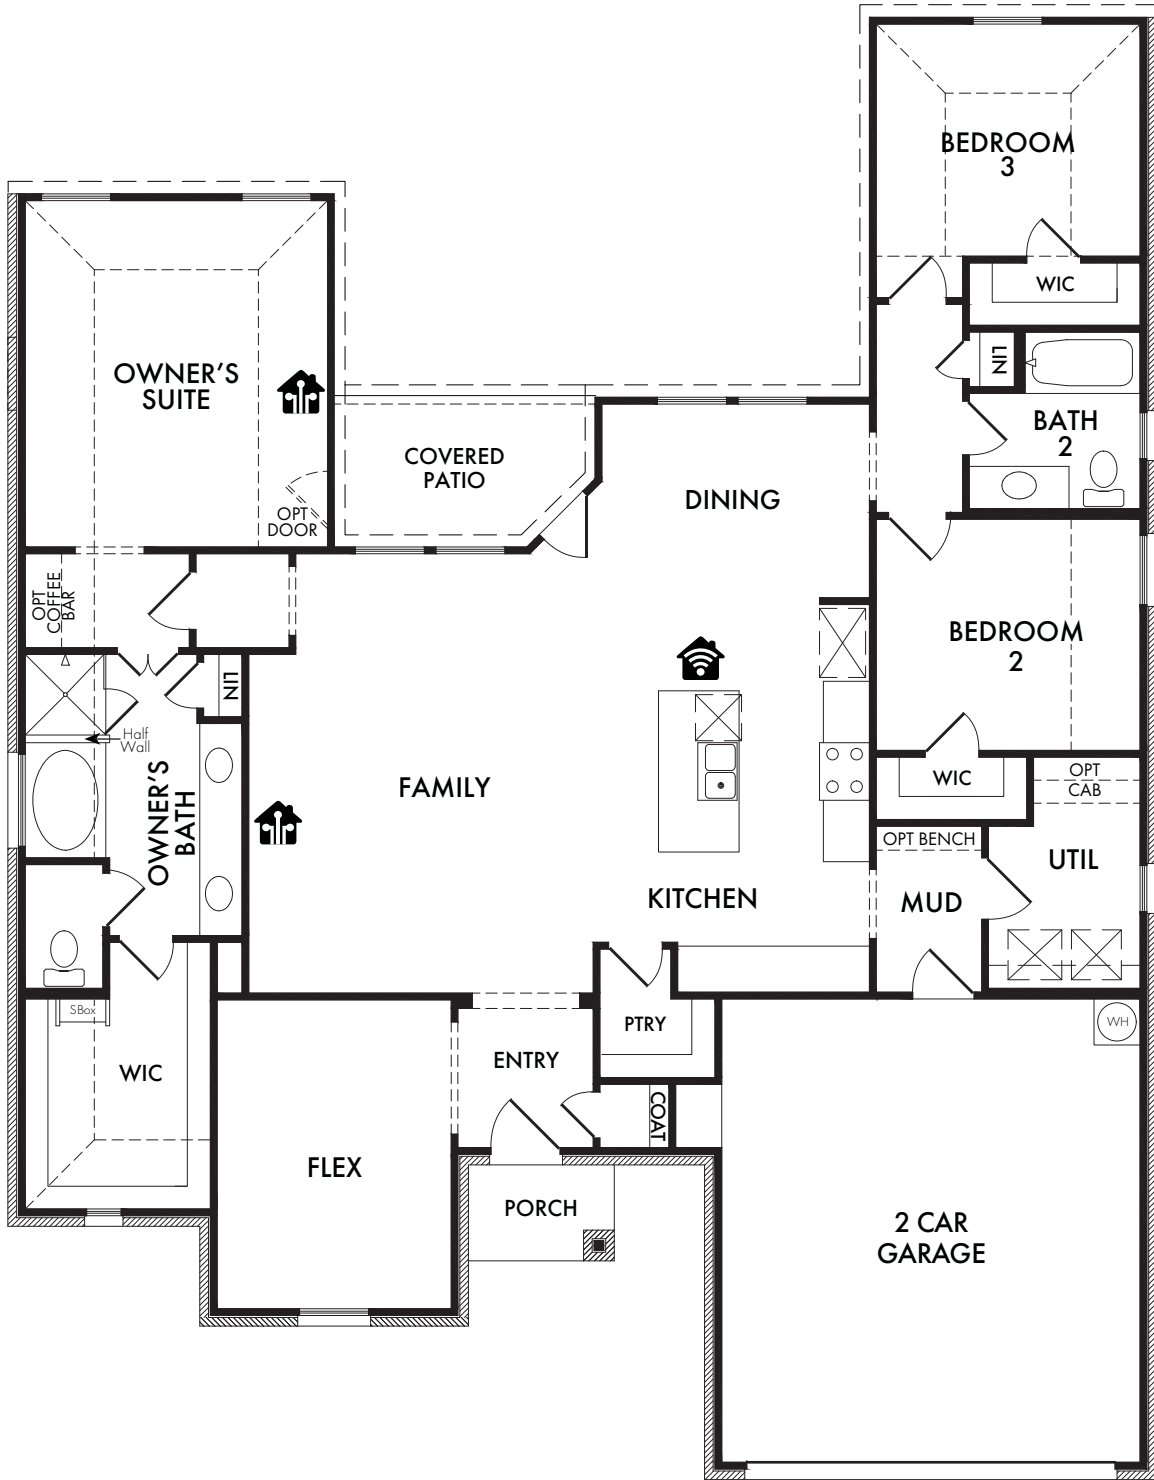 BEDROOM
3
WIC
LIN
BATH
2
OWNER'S
SUITE
COVERED
PATIO
DINING
OPT
DOOR
OPT
COFFEE
BAR
BEDROOM
2
LIN
Half
Wall
OWNER'S
BATH
FAMILY
WIC
OPT
CAB
OPT BENCH
UTIL
KITCHEN
MUD
SBox
WIC
PTRY
WH
ENTRY
COAT
FLEX
PORCH
2 CAR
GARAGE